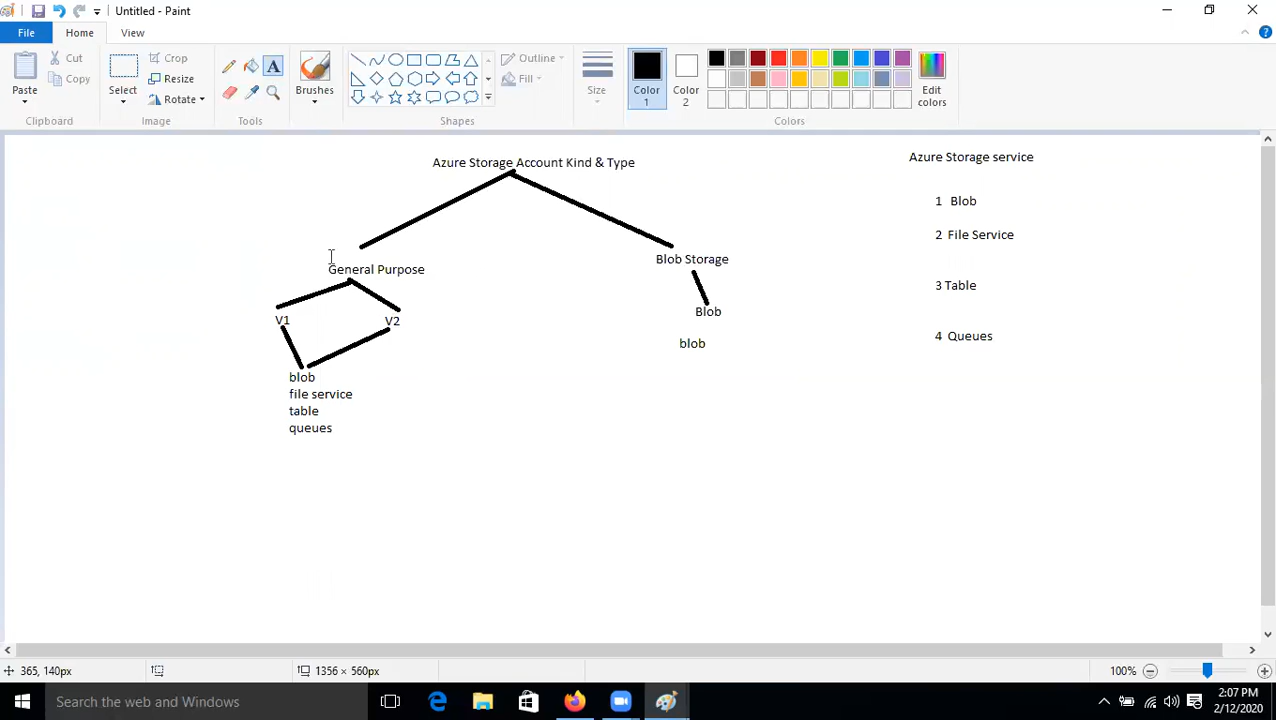 Untitled - Paint
File
Home
View
Paste
Cut
Copy
Clipboard
Select
Crop
Resize
Rotate
Image
A
Tools
Brushes
Outline
Fill
Shapes
Size
Color 1
Color 2
Edit colors
Colors
Azure Storage Account Kind & Type
Azure Storage service
1 Blob
2 File Service
3 Table
4 Queues
General Purpose
Blob Storage
V1
V2
Blob
blob
blob
file service
table
queues
365, 140px
1356 × 560px
100%
Search the web and Windows
2:07 PM
2/12/2020